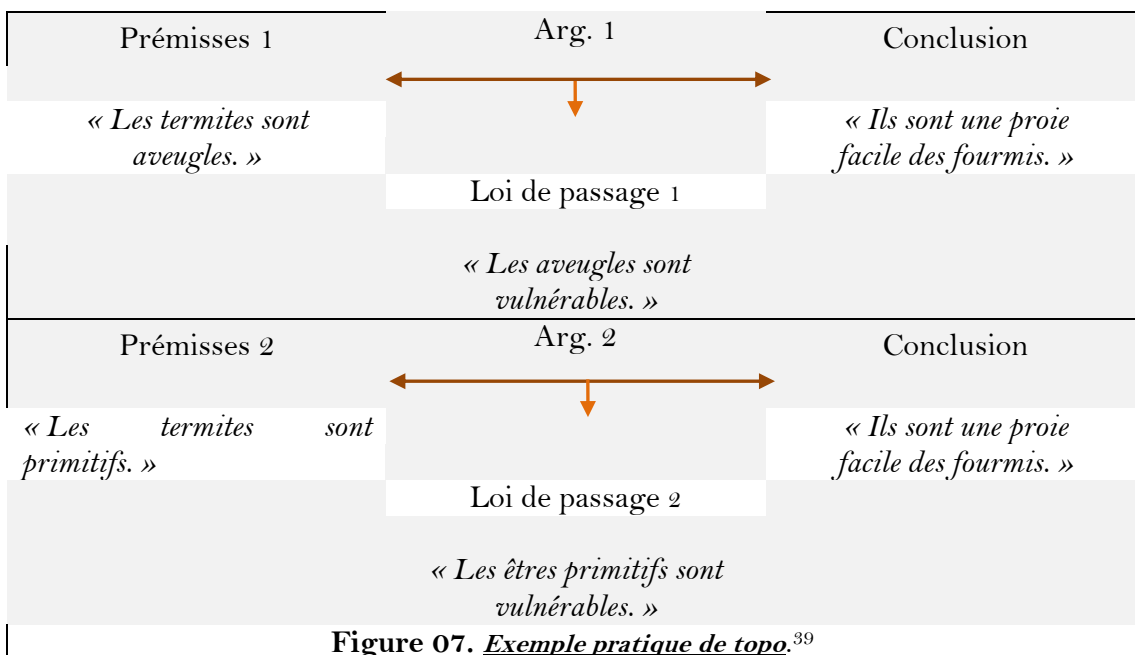 Prémisses 1 Arg. 1 Conclusion
« Les termites sont
aveugles. »
« Ils sont une proie
facile des fourmis. »
Loi de passage 1
« Les aveugles sont
vulnérables. »
Prémisses 2 Arg. 2 Conclusion
« Les termites sont
primitifs. »
« Ils sont une proie
facile des fourmis. »
Loi de passage 2
« Les êtres primitifs sont
vulnérables. »
Figure 07. Exemple pratique de topo.39